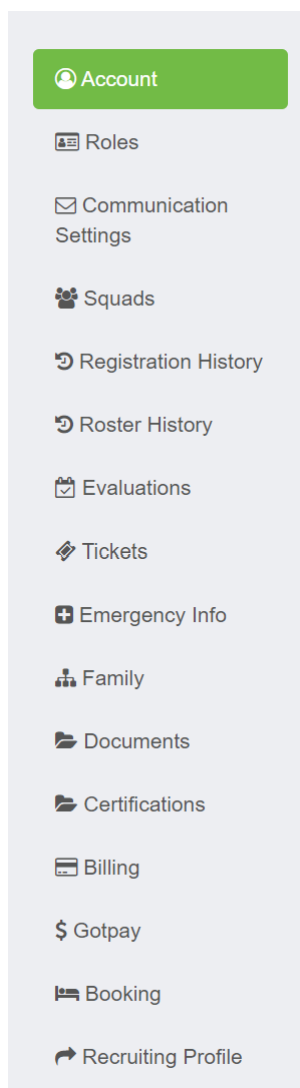 Account
Roles
Communication
Settings
Squads
Registration History
Roster History
Evaluations
Tickets
Emergency Info
Family
Documents
Certifications
Billing
$ Gotpay
Booking
Recruiting Profile